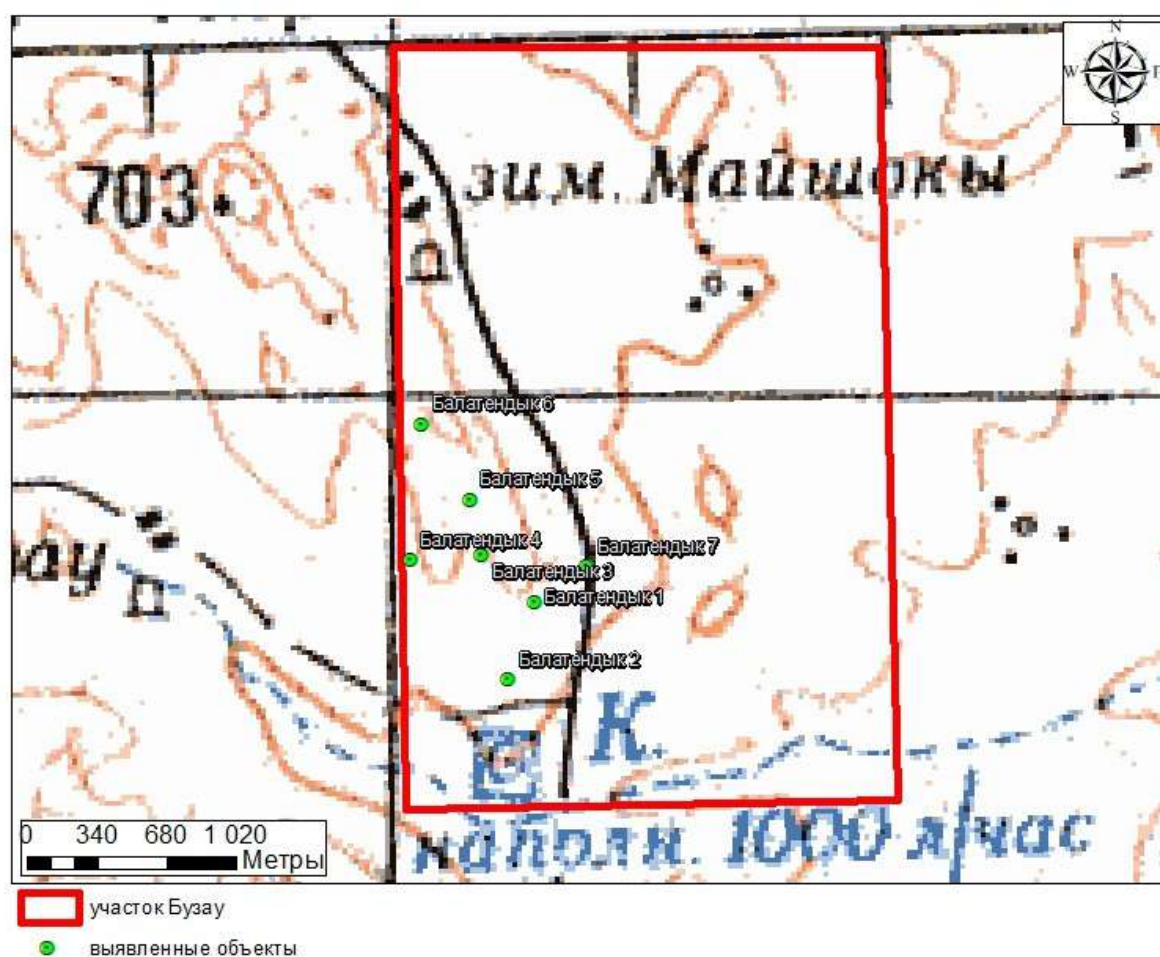 N
W E
S
703
зим. Майшокы
Балатендык 6
Балатендык 5
Балатендык 4
Балатендык 7
Балатендык 3
Балатендык 1
Балатендык 2
ау
К.
наполн. 1000 л/час
0 340 680 1 020
Метры
участок Бузау
выявленные объекты